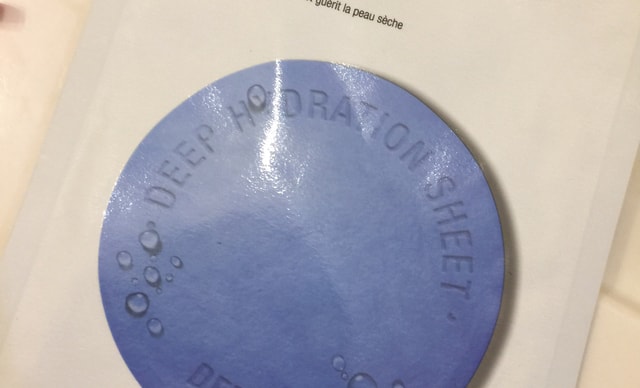 guérit la peau sèche
DEEP HYDRATION SHEET ·